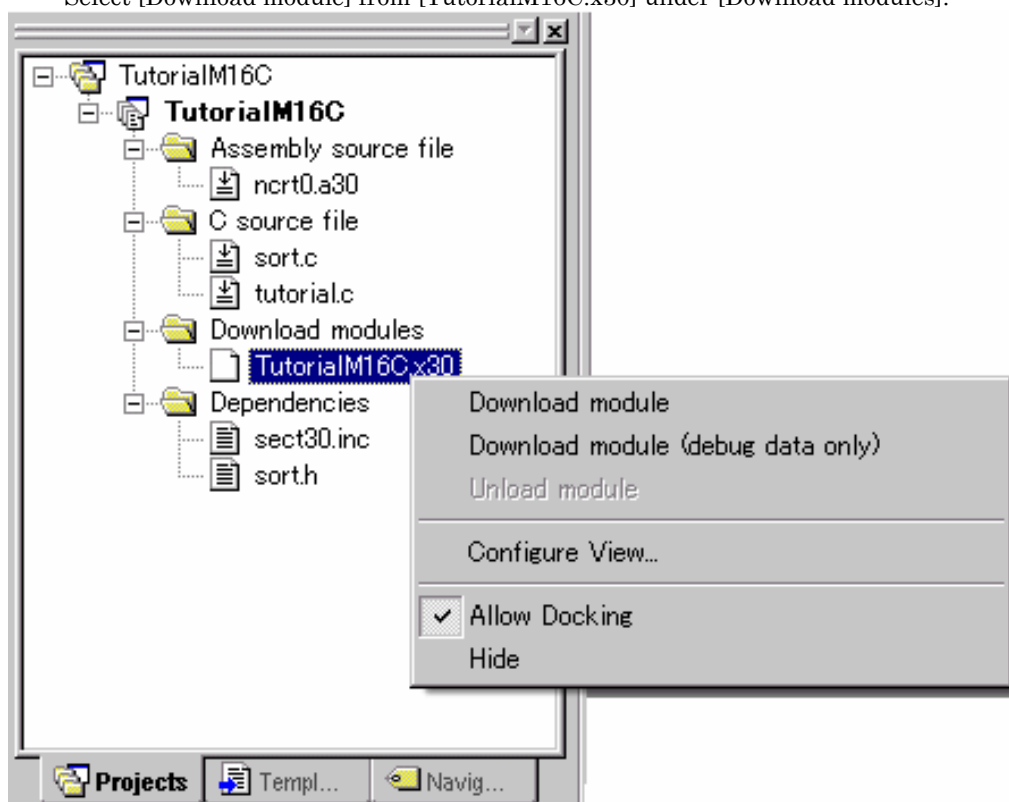 Select [Download module] from [TutorialM16C.x30] under [Download modules].
TutorialM16C
TutorialM16C
Assembly source file
ncrt0.a30
C source file
sort.c
tutorial.c
Download modules
TutorialM16C.x30
Dependencies
sect30.inc
sort.h
Download module
Download module (debug data only)
Unload module
Configure View...
Allow Docking
Hide
Projects Templ... Navig...